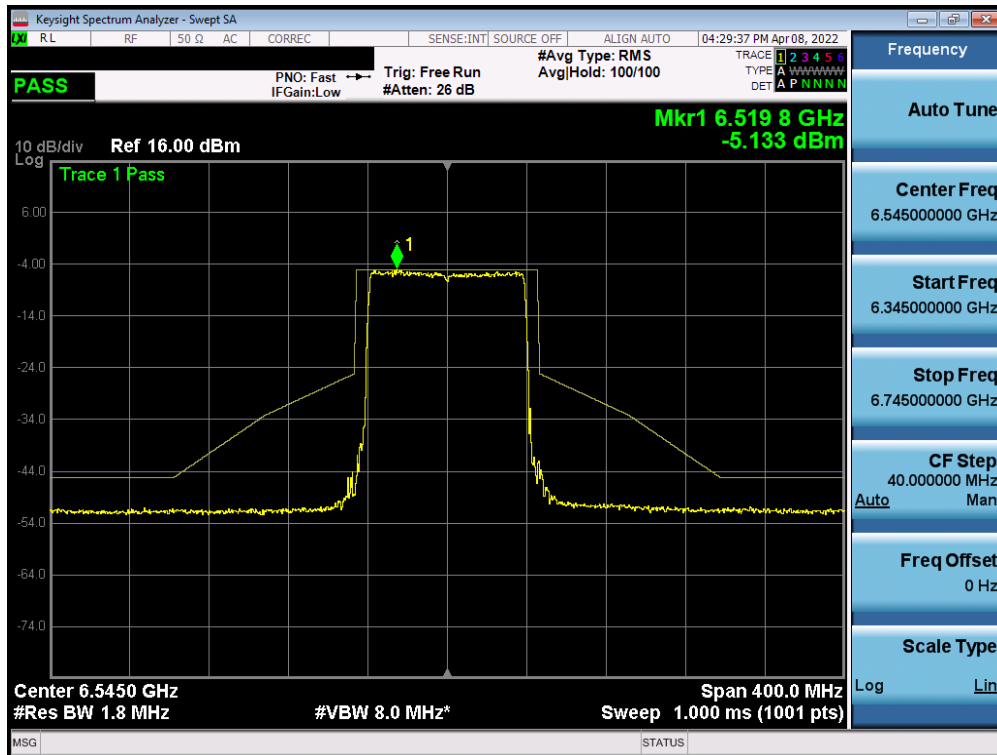 Keysight Spectrum Analyzer - Swept SA
LXI RL RF 50 Ω AC CORREC SENSE:INT SOURCE OFF ALIGN AUTO 04:29:37 PM Apr 08, 2022
PASS
PNO: Fast
IFGain:Low
Trig: Free Run
#Atten: 26 dB
#Avg Type: RMS
Avg|Hold: 100/100
TRACE 1 2 3 4 5 6
TYPE A WWWWW
DET A P N N N N
Mkr1 6.519 8 GHz
-5.133 dBm
10 dB/div Ref 16.00 dBm
Log
Trace 1 Pass
1
6.00
-4.00
-14.0
-24.0
-34.0
-44.0
-54.0
-64.0
-74.0
Center 6.5450 GHz Span 400.0 MHz
#Res BW 1.8 MHz #VBW 8.0 MHz* Sweep 1.000 ms (1001 pts)
MSG STATUS
Frequency
Auto Tune
Center Freq
6.545000000 GHz
Start Freq
6.345000000 GHz
Stop Freq
6.745000000 GHz
CF Step
40.000000 MHz
Auto Man
Freq Offset
0 Hz
Scale Type
Log Lin